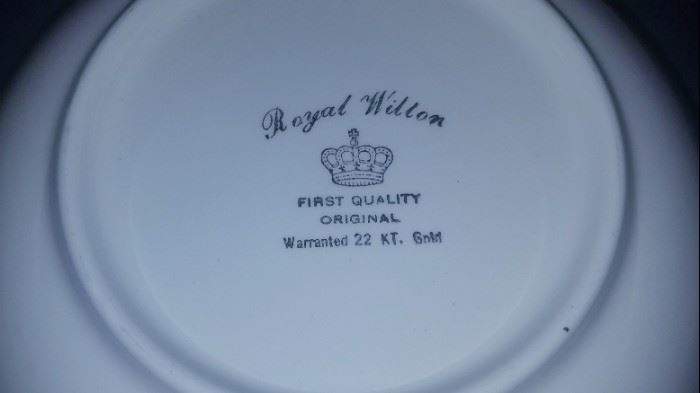 Royal Wilton
FIRST QUALITY
ORIGINAL
Warranted 22 KT. Gold